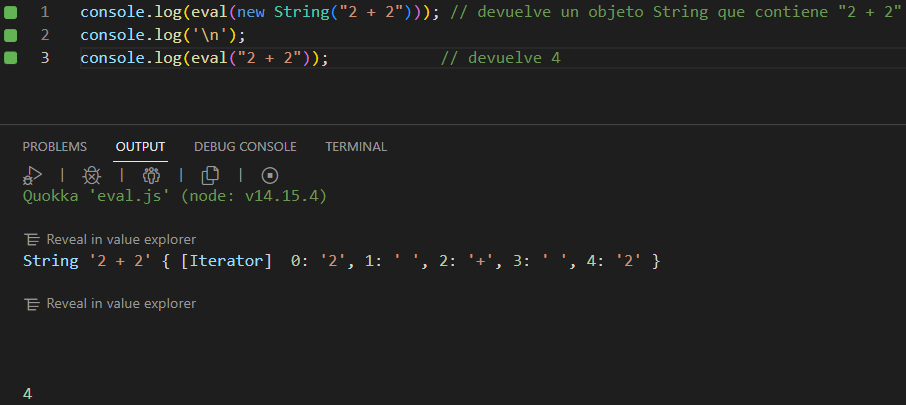 1 console.log(eval(new String("2 + 2"))); // devuelve un objeto String que contiene "2 + 2"
2 console.log('\n');
3 console.log(eval("2 + 2")); // devuelve 4
PROBLEMS OUTPUT DEBUG CONSOLE TERMINAL
Quokka 'eval.js' (node: v14.15.4)
Reveal in value explorer
String '2 + 2' { [Iterator]  0: '2', 1: ' ', 2: '+', 3: ' ', 4: '2' }
Reveal in value explorer
4